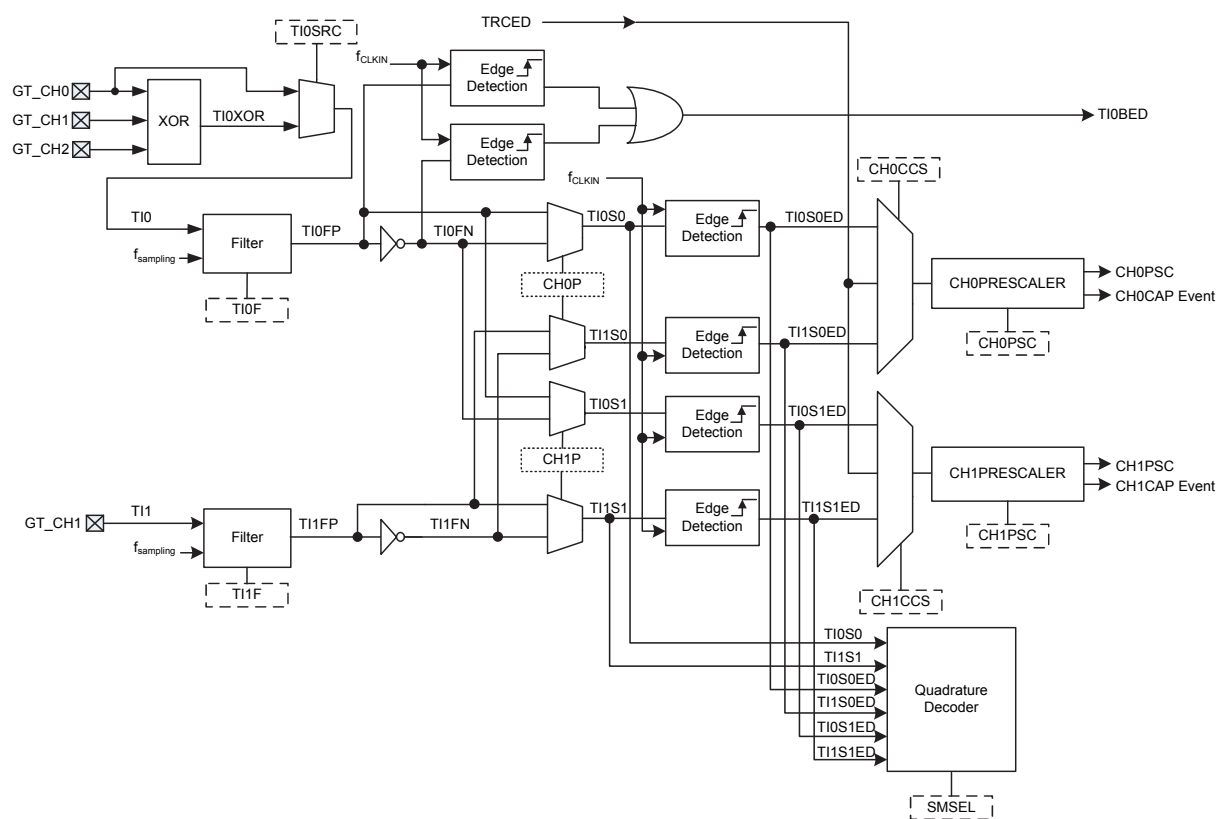 TRCED
TI0SRC
fCLKIN
Edge
Detection
GT_CH0
GT_CH1
GT_CH2
XOR
TI0XOR
TI0BED
Edge
Detection
fCLKIN
CH0CCS
TI0
Filter
fsampling
TI0F
TI0FP
TI0FN
TI0S0
Edge
Detection
TI0S0ED
CH0P
CH0PRESCALER
CH0PSC
CH0CAP Event
CH0PSC
TI1S0
Edge
Detection
TI1S0ED
TI0S1
Edge
Detection
TI0S1ED
CH1P
CH1PRESCALER
CH1PSC
CH1CAP Event
CH1PSC
GT_CH1
TI1
Filter
fsampling
TI1F
TI1FP
TI1FN
TI1S1
Edge
Detection
TI1S1ED
CH1CCS
TI0S0
TI1S1
TI0S0ED
TI1S0ED
TI0S1ED
TI1S1ED
Quadrature
Decoder
SMSEL